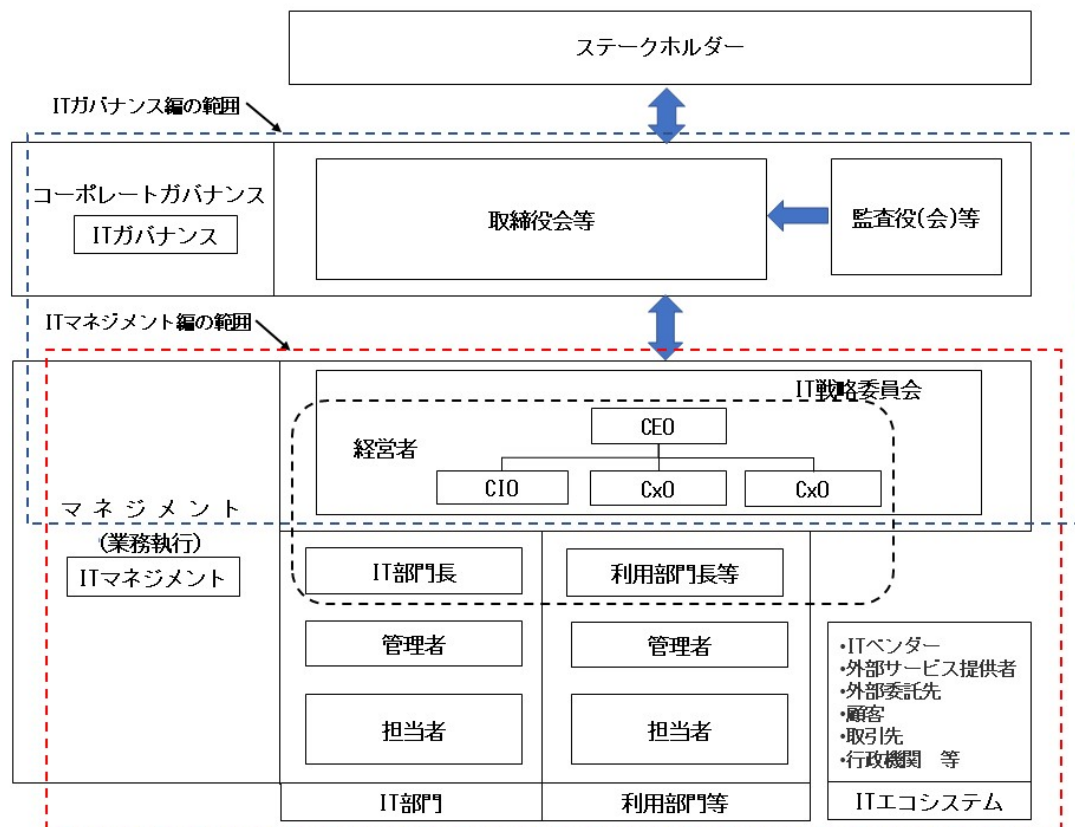 ステークホルダー
ITガバナンス編の範囲
コーポレートガバナンス
ITガバナンス
取締役会等
監査役(会)等
ITマネジメント編の範囲
IT戦略委員会
経営者
CEO
CIO
CxO
CxO
マネジメント
(業務執行)
ITマネジメント
IT部門長
利用部門長等
管理者
管理者
担当者
担当者
・ITベンダー
・外部サービス提供者
・外部委託先
・顧客
・取引先
・行政機関　等
IT部門
利用部門等
ITエコシステム